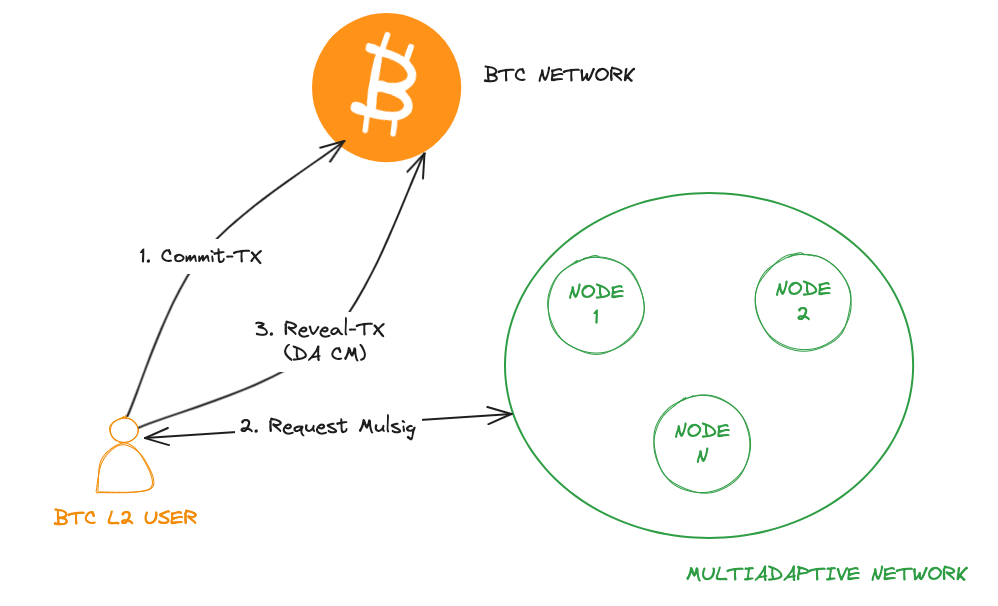 BTC NETWORK
1. Commit-TX
3. Reveal-TX
(DA CM)
2. Request Mulsig
BTC L2 USER
NODE
1
NODE
2
NODE
N
MULTIADAPTIVE NETWORK